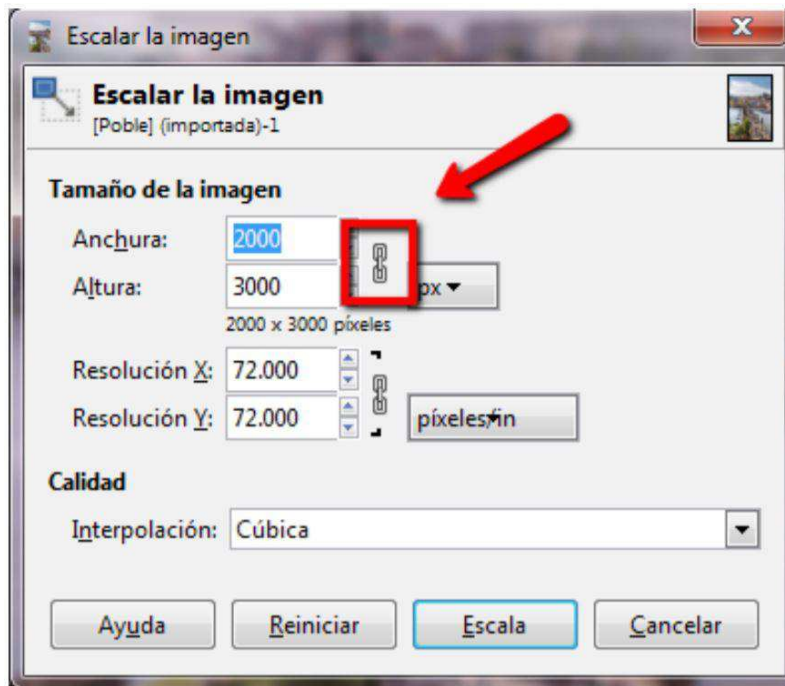 Escalar la imagen
Escalar la imagen
[Poble] (importada)-1
Tamaño de la imagen
Anchura: 2000
Altura: 3000 px
2000 x 3000 píxeles
Resolución X: 72.000
Resolución Y: 72.000 píxeles/in
Calidad
Interpolación: Cúbica
Ayuda Reiniciar Escala Cancelar